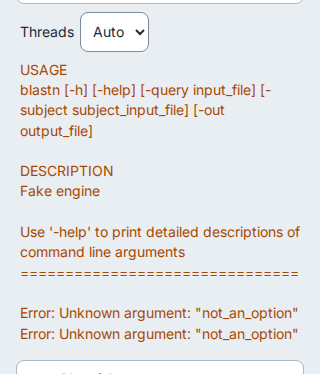 Threads Auto
USAGE
blastn [-h] [-help] [-query input_file] [-
subject subject_input_file] [-out
output_file]
DESCRIPTION
Fake engine
Use '-help' to print detailed descriptions of
command line arguments
===============================
Error: Unknown argument: "not_an_option"
Error: Unknown argument: "not_an_option"